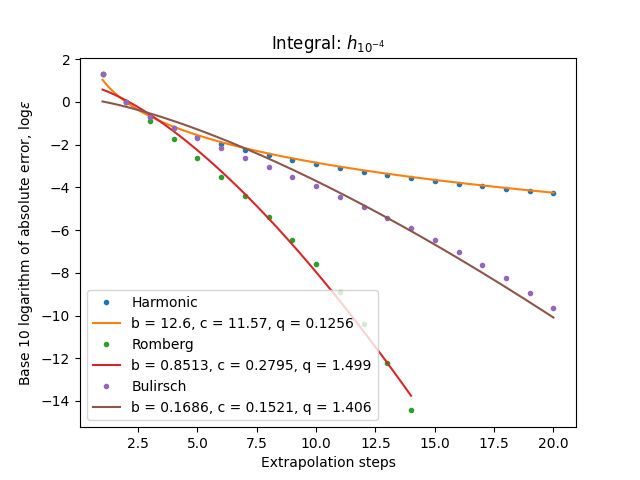 Integral: h₁₀₋₄
Base 10 logarithm of absolute error, logε
2
0
−2
−4
−6
−8
−10
−12
−14
Harmonic
b = 12.6, c = 11.57, q = 0.1256
Romberg
b = 0.8513, c = 0.2795, q = 1.499
Bulirsch
b = 0.1686, c = 0.1521, q = 1.406
2.5 5.0 7.5 10.0 12.5 15.0 17.5 20.0
Extrapolation steps